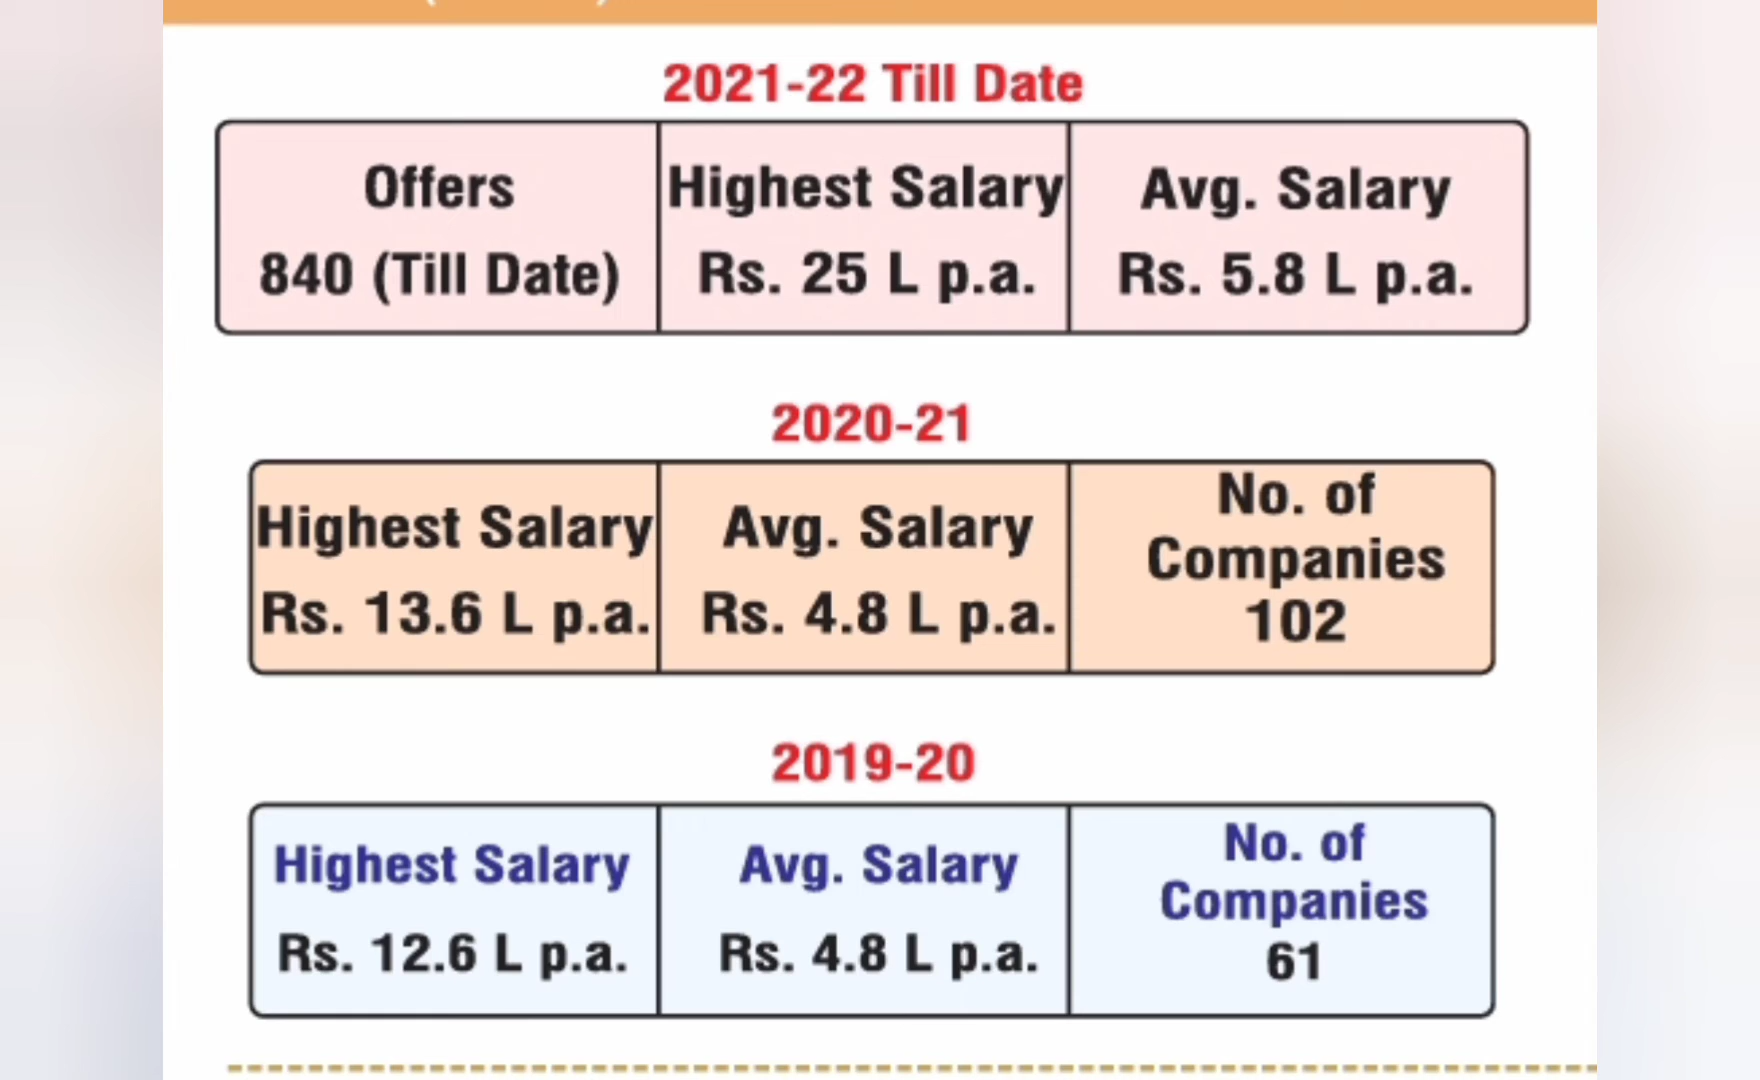 2021-22 Till Date
Offers
840 (Till Date)
Highest Salary
Rs. 25 L p.a.
Avg. Salary
Rs. 5.8 L p.a.
2020-21
Highest Salary
Rs. 13.6 L p.a.
Avg. Salary
Rs. 4.8 L p.a.
No. of
Companies
102
2019-20
Highest Salary
Rs. 12.6 L p.a.
Avg. Salary
Rs. 4.8 L p.a.
No. of
Companies
61